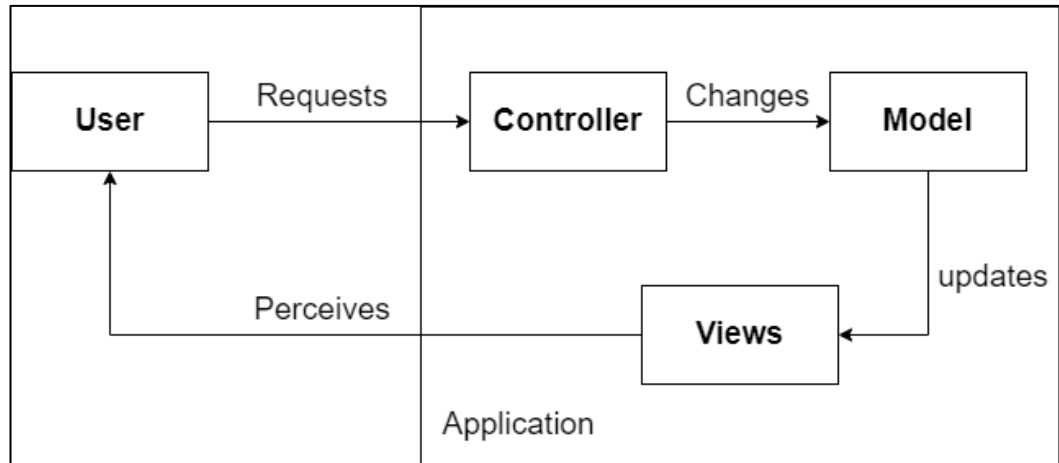 Requests
Changes
User
Controller
Model
updates
Perceives
Views
Application